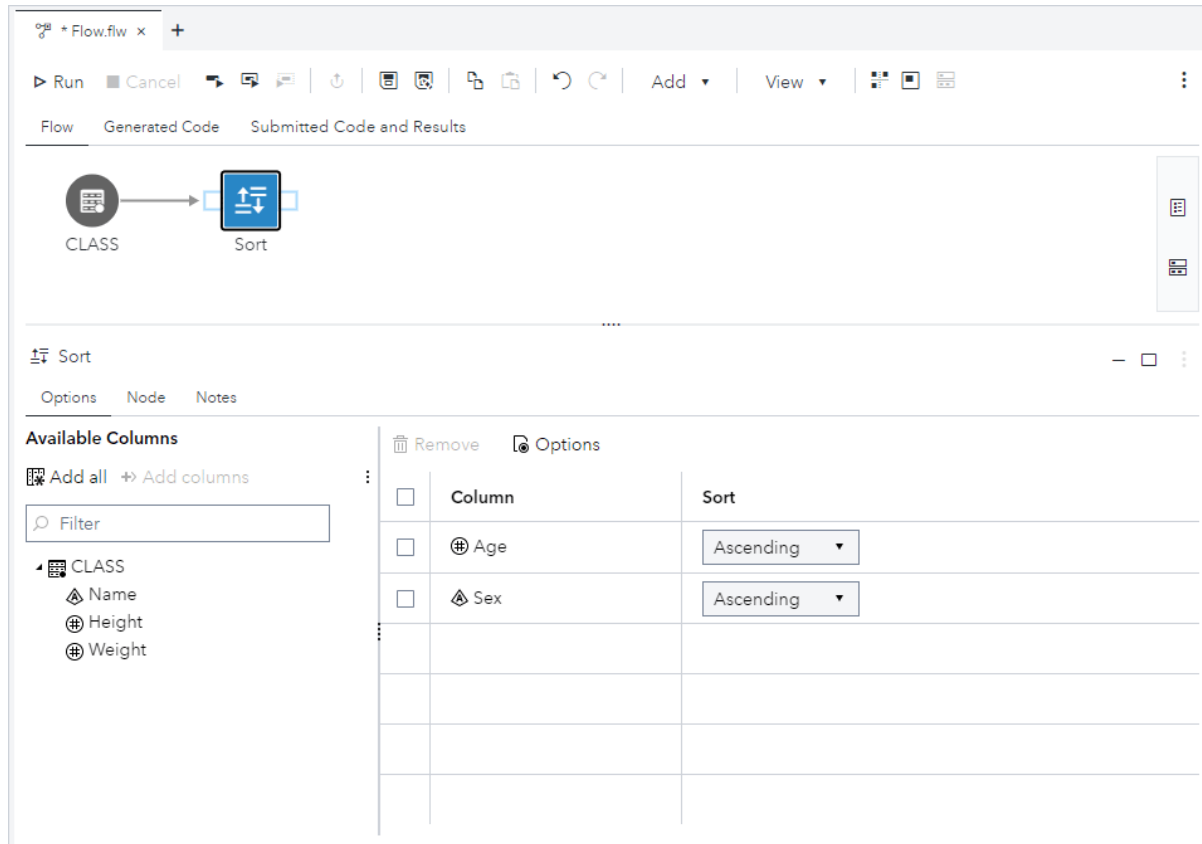 * Flow.flw × +
Run Cancel Add View
Flow Generated Code Submitted Code and Results
CLASS Sort
Sort
Options Node Notes
Available Columns
Remove Options
Add all Add columns
Column Sort
Filter
Age Ascending
CLASS
Name
Sex Ascending
Height
Weight